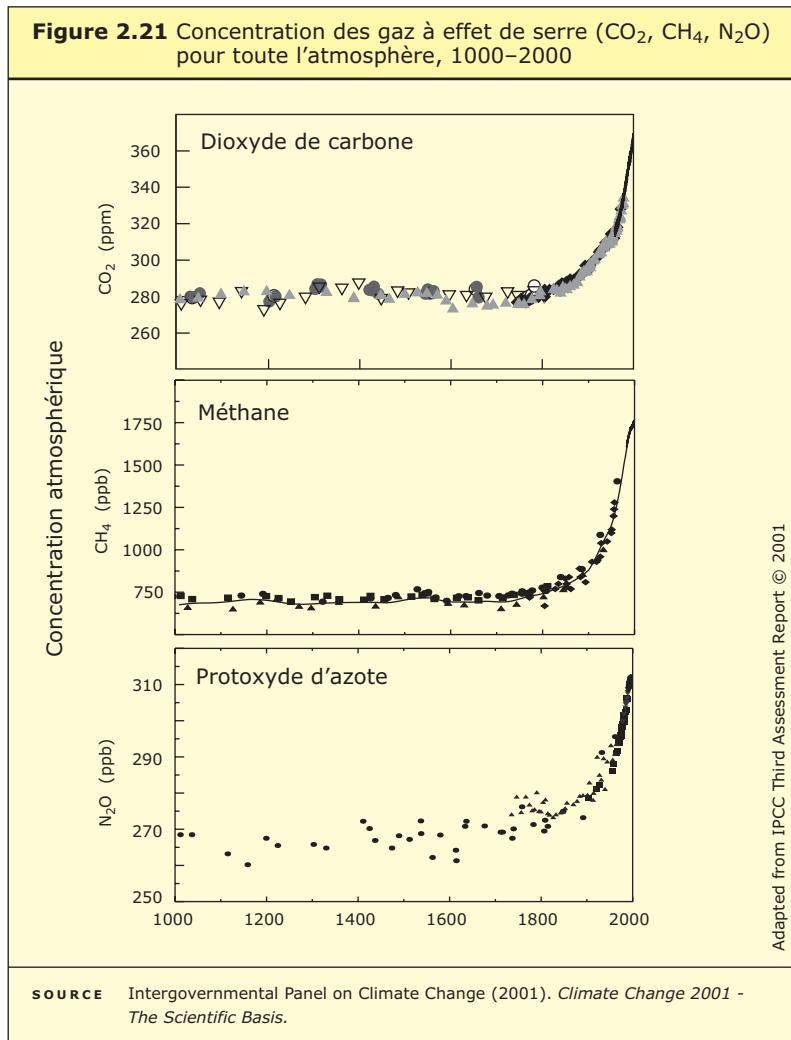 Figure 2.21 Concentration des gaz à effet de serre (CO₂, CH₄, N₂O)
pour toute l'atmosphère, 1000–2000
Concentration atmosphérique
Dioxyde de carbone
CO₂ (ppm)
360
340
320
300
280
260
Méthane
CH₄ (ppb)
1750
1500
1250
1000
750
Protoxyde d'azote
N₂O (ppb)
310
290
270
250
1000 1200 1400 1600 1800 2000
Adapted from IPCC Third Assessment Report © 2001
SOURCE Intergovernmental Panel on Climate Change (2001). Climate Change 2001 -
The Scientific Basis.